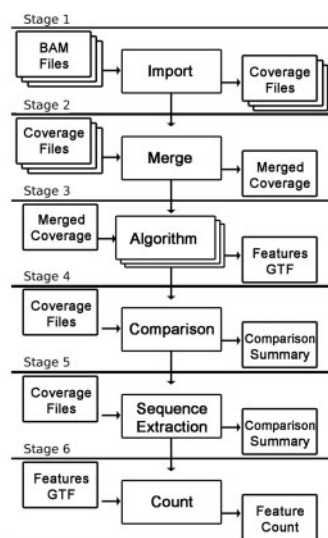 Stage 1
BAM
Files
Import
Coverage
Files
Stage 2
Coverage
Files
Merge
Merged
Coverage
Stage 3
Merged
Coverage
Algorithm
Features
GTF
Stage 4
Coverage
Files
Comparison
Comparison
Summary
Stage 5
Coverage
Files
Sequence
Extraction
Comparison
Summary
Stage 6
Features
GTF
Count
Feature
Count